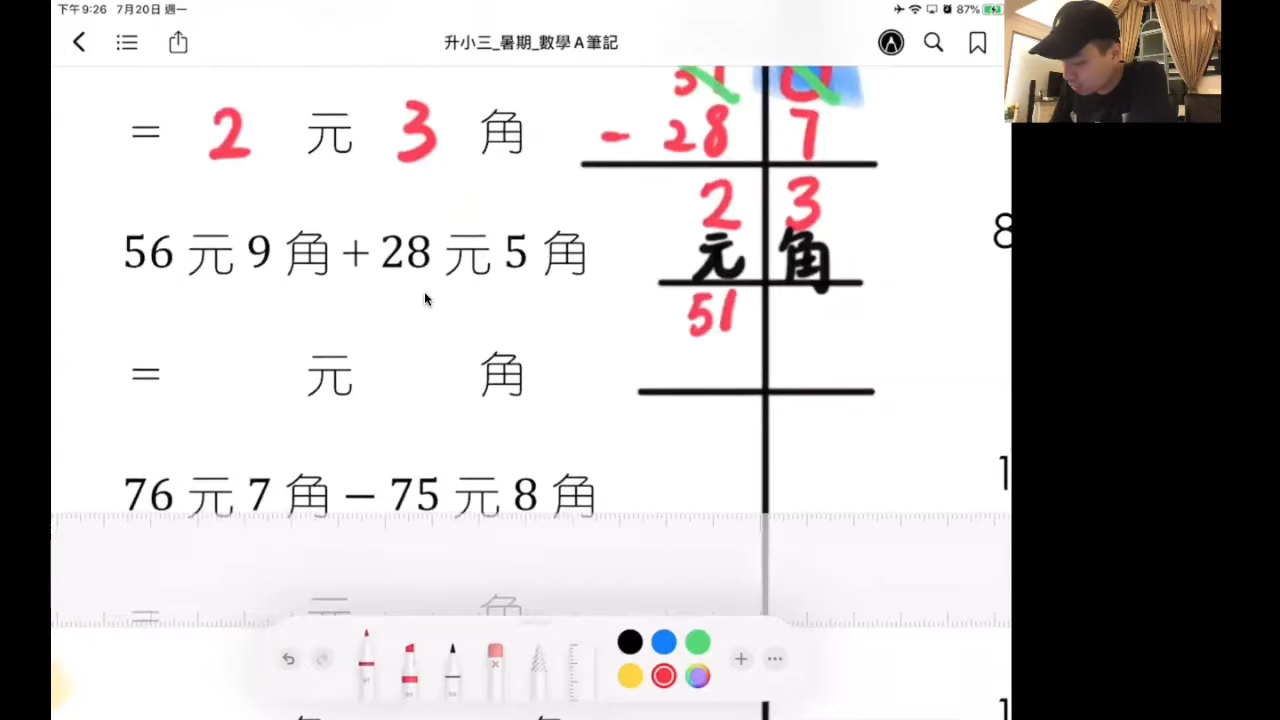 下午9:26 7月20日 週一
87%
升小三_暑期_數學A筆記
- 28 7
= 2 元 3 角
2 3
56 元 9 角 + 28 元 5 角
元 角
51
= 元 角
76 元 7 角 − 75 元 8 角
= 元 角